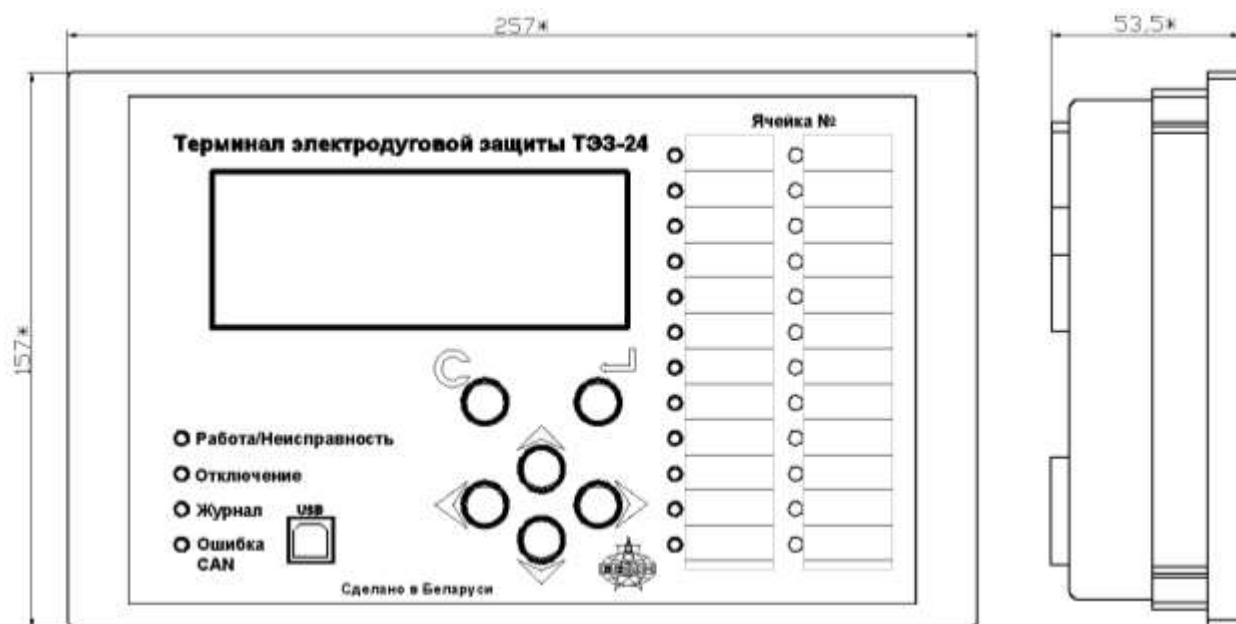 257*
53,5*
157*
Ячейка №
Терминал электродуговой защиты ТЭЗ-24
Работа/Неисправность
Отключение
Журнал
USB
Ошибка
CAN
Сделано в Беларуси